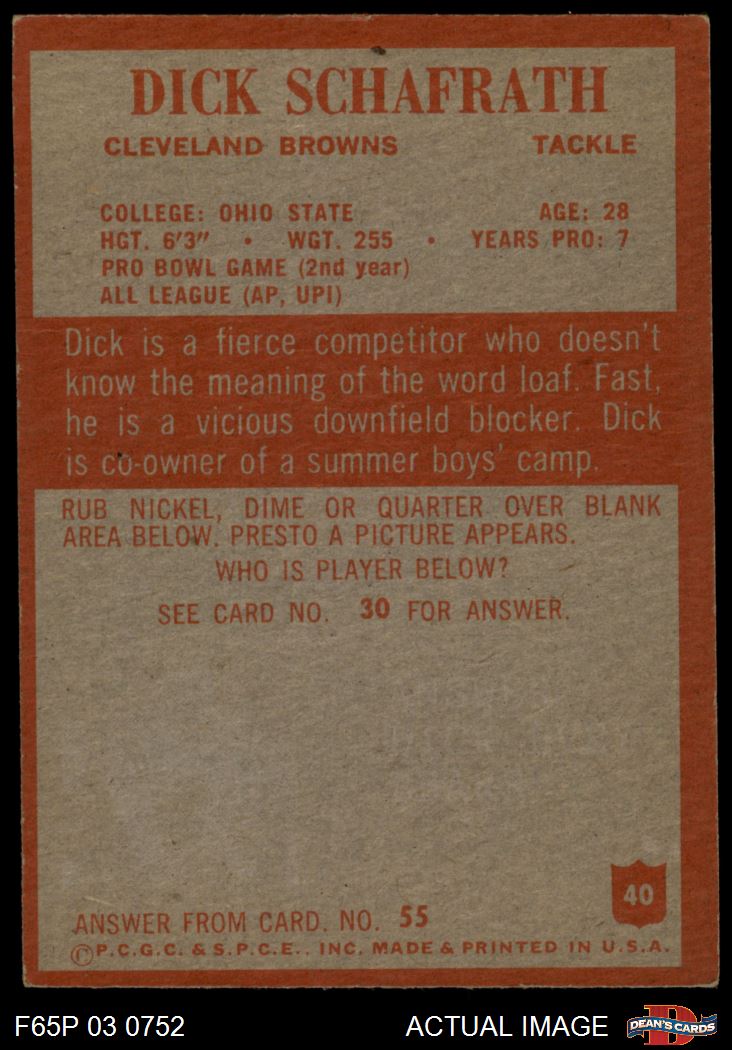 DICK SCHAFRATH
CLEVELAND BROWNS TACKLE
COLLEGE: OHIO STATE AGE: 28
HGT. 6'3" • WGT. 255 • YEARS PRO: 7
PRO BOWL GAME (2nd year)
ALL LEAGUE (AP, UPI)
Dick is a fierce competitor who doesn't
know the meaning of the word loaf. Fast,
he is a vicious downfield blocker. Dick
is co-owner of a summer boys' camp.
RUB NICKEL, DIME OR QUARTER OVER BLANK
AREA BELOW. PRESTO A PICTURE APPEARS.
WHO IS PLAYER BELOW?
SEE CARD NO. 30 FOR ANSWER.
40
ANSWER FROM CARD. NO. 55
©P.C.G.C. & S.P.C.E., INC. MADE & PRINTED IN U.S.A.
F65P 03 0752 ACTUAL IMAGE D DEAN'S CARDS